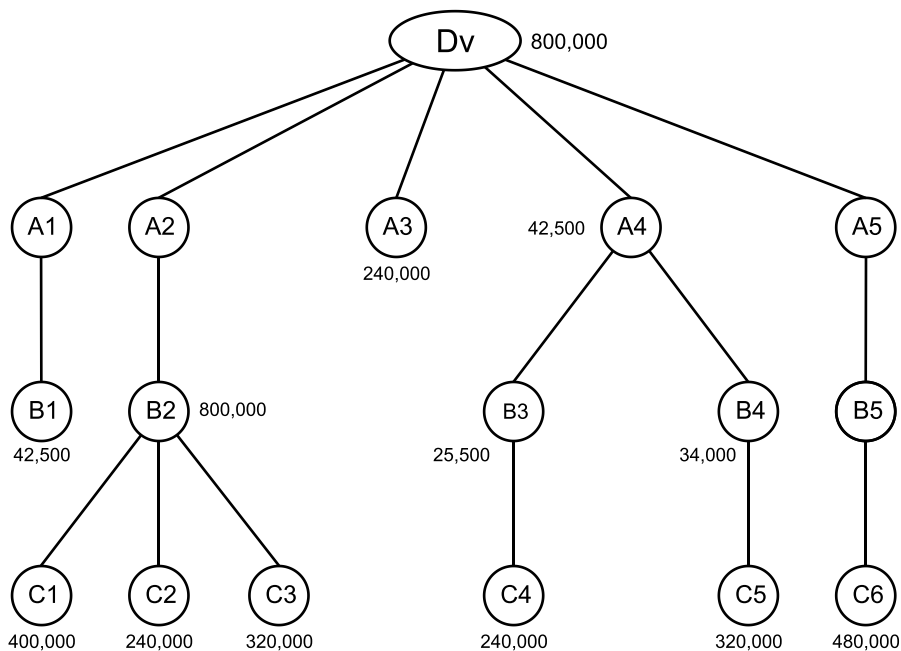 Dv 800,000
A1 A2 A3 42,500 A4 A5
240,000
B1 B2 800,000 B3 B4 B5
42,500 25,500 34,000
C1 C2 C3 C4 C5 C6
400,000 240,000 320,000 240,000 320,000 480,000